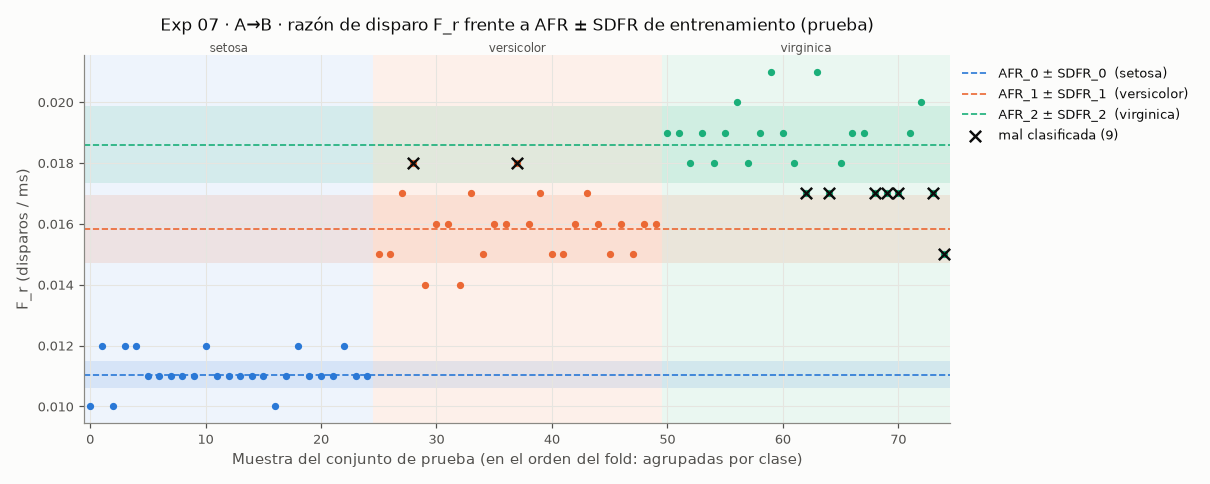 Exp 07 · A→B · razón de disparo F_r frente a AFR ± SDFR de entrenamiento (prueba)
setosa
versicolor
virginica
AFR_0 ± SDFR_0 (setosa)
AFR_1 ± SDFR_1 (versicolor)
AFR_2 ± SDFR_2 (virginica)
mal clasificada (9)
F_r (disparos / ms)
0.020
0.018
0.016
0.014
0.012
0.010
0
10
20
30
40
50
60
70
Muestra del conjunto de prueba (en el orden del fold: agrupadas por clase)